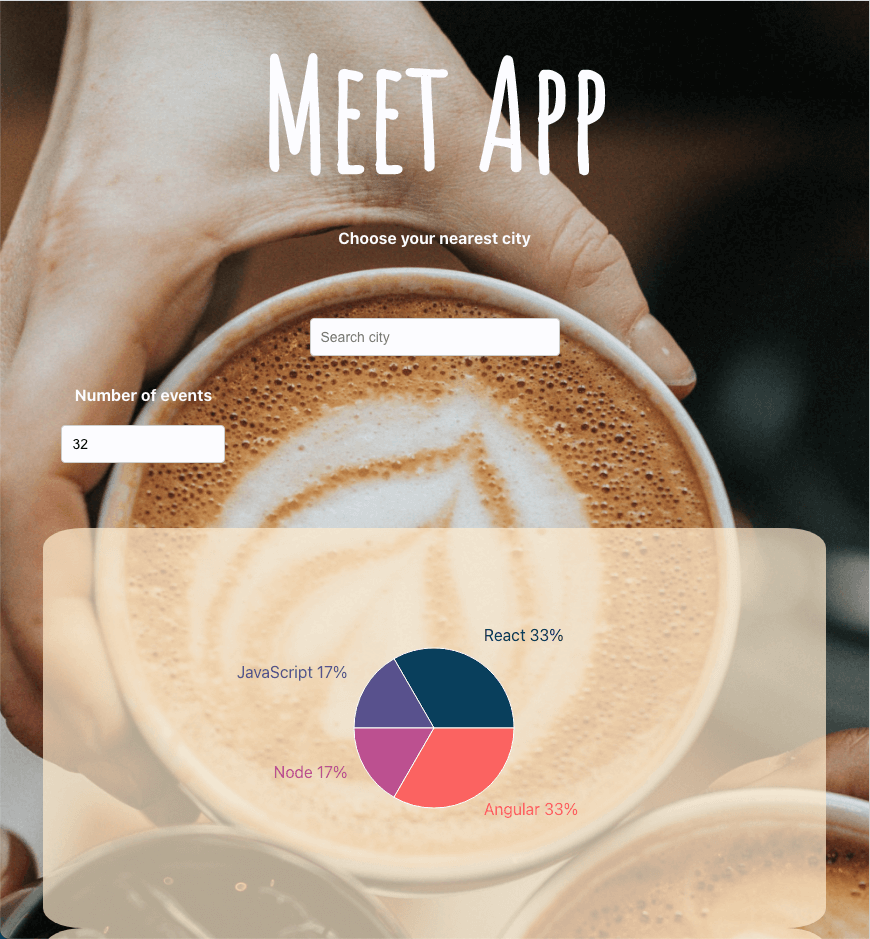 Meet App
Choose your nearest city
Search city
Number of events
32
React 33%
JavaScript 17%
Node 17%
Angular 33%